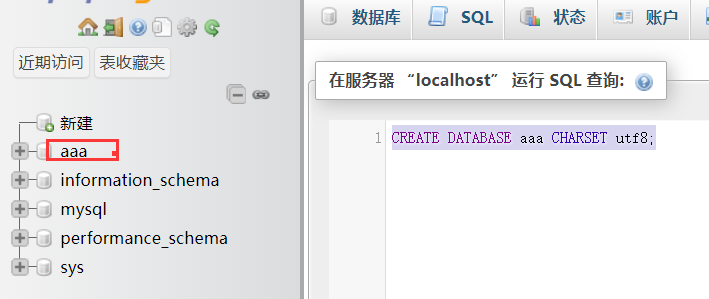 近期访问 表收藏夹
新建
aaa
information_schema
mysql
performance_schema
sys
数据库 SQL 状态 账户
在服务器 “localhost” 运行 SQL 查询:
1 CREATE DATABASE aaa CHARSET utf8;